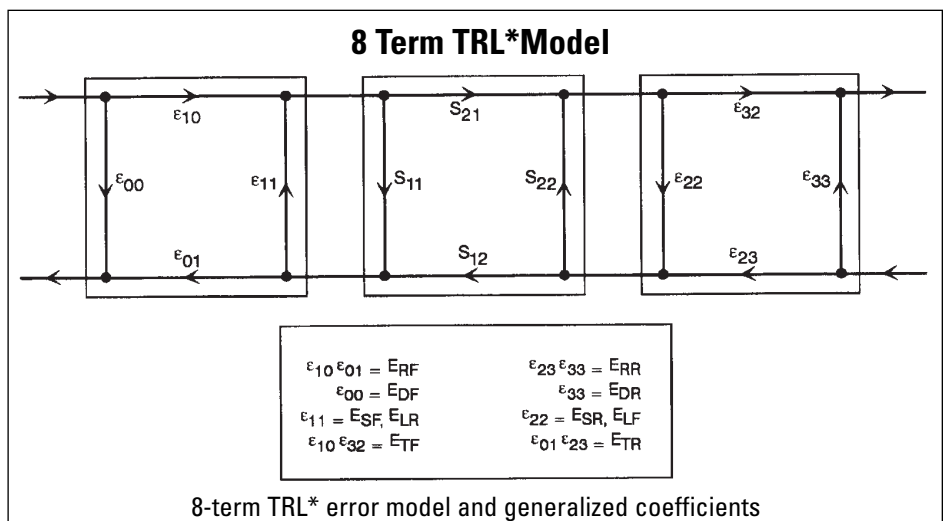 8 Term TRL*Model
ε10
S21
ε32
ε00
ε11
S11
S22
ε22
ε33
ε01
S12
ε23
ε10 ε01 = ERF
ε23 ε33 = ERR
ε00 = EDF
ε33 = EDR
ε11 = ESF, ELR
ε22 = ESR, ELF
ε10 ε32 = ETF
ε01 ε23 = ETR
8-term TRL* error model and generalized coefficients